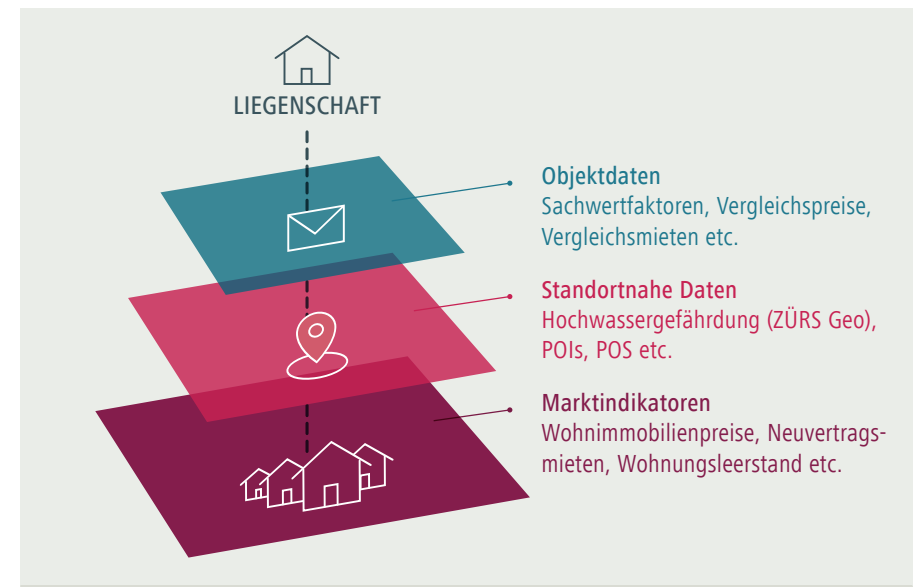 LIEGENSCHAFT
Objektdaten
Sachwertfaktoren, Vergleichspreise,
Vergleichsmieten etc.
Standortnahe Daten
Hochwassergefährdung (ZÜRS Geo),
POIs, POS etc.
Marktindikatoren
Wohnimmobilienpreise, Neuvertrags-
mieten, Wohnungsleerstand etc.